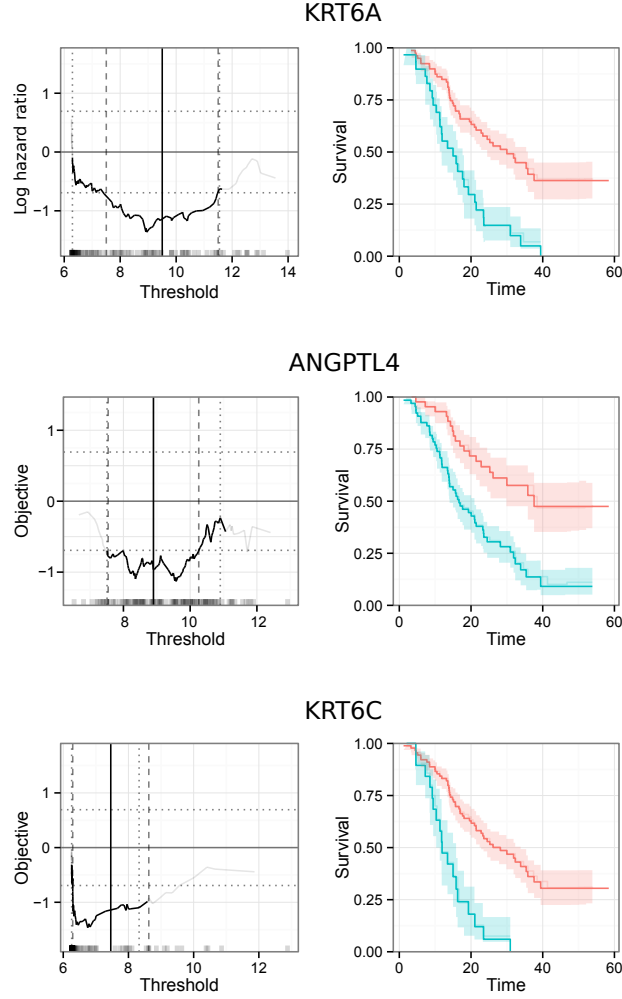 KRT6A
Log hazard ratio
1
0
−1
6 8 10 12 14
Threshold
Survival
1.00
0.75
0.50
0.25
0.00
0 20 40 60
Time
ANGPTL4
Objective
1
0
−1
8 10 12
Threshold
Survival
1.00
0.75
0.50
0.25
0.00
0 20 40 60
Time
KRT6C
Objective
1
0
−1
6 8 10 12
Threshold
Survival
1.00
0.75
0.50
0.25
0.00
0 20 40 60
Time